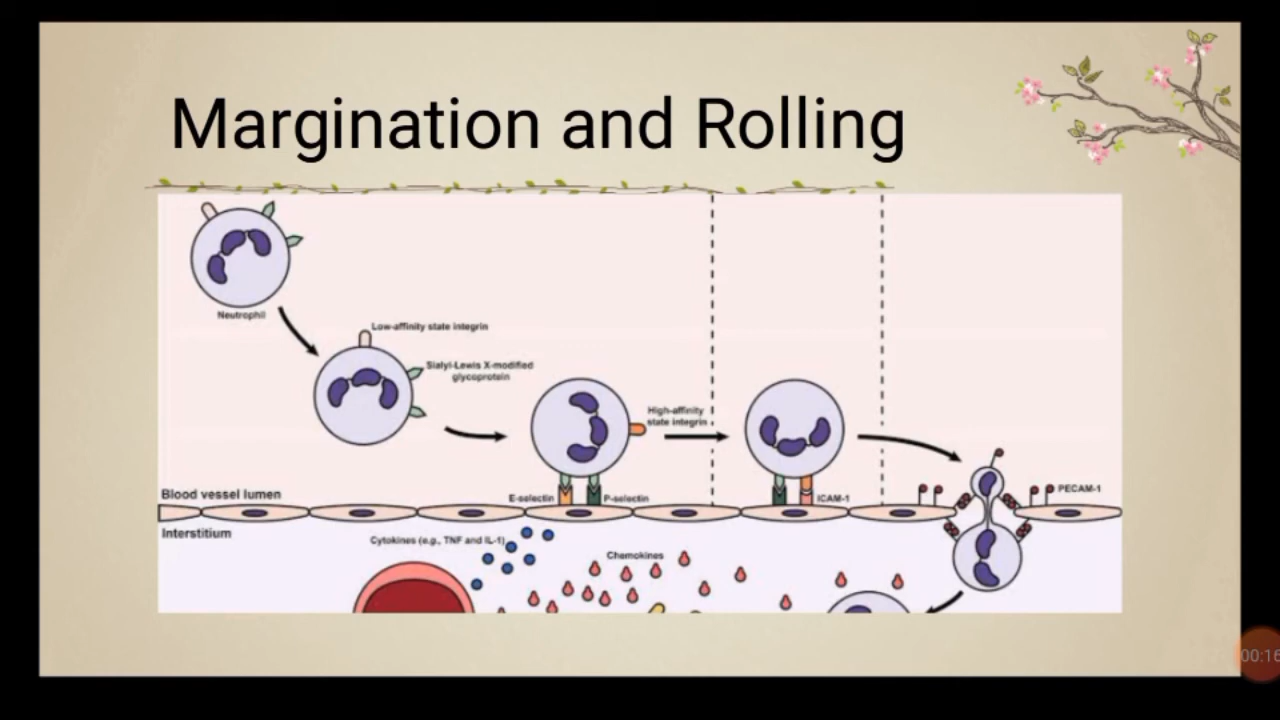 Margination and Rolling
Neutrophil
Low-affinity state integrin
Sialyl-Lewis X-modified
glycoprotein
High-affinity
state integrin
E-selectin
P-selectin
ICAM-1
PECAM-1
Blood vessel lumen
Interstitium
Cytokines (e.g., TNF and IL-1)
Chemokines
00:16